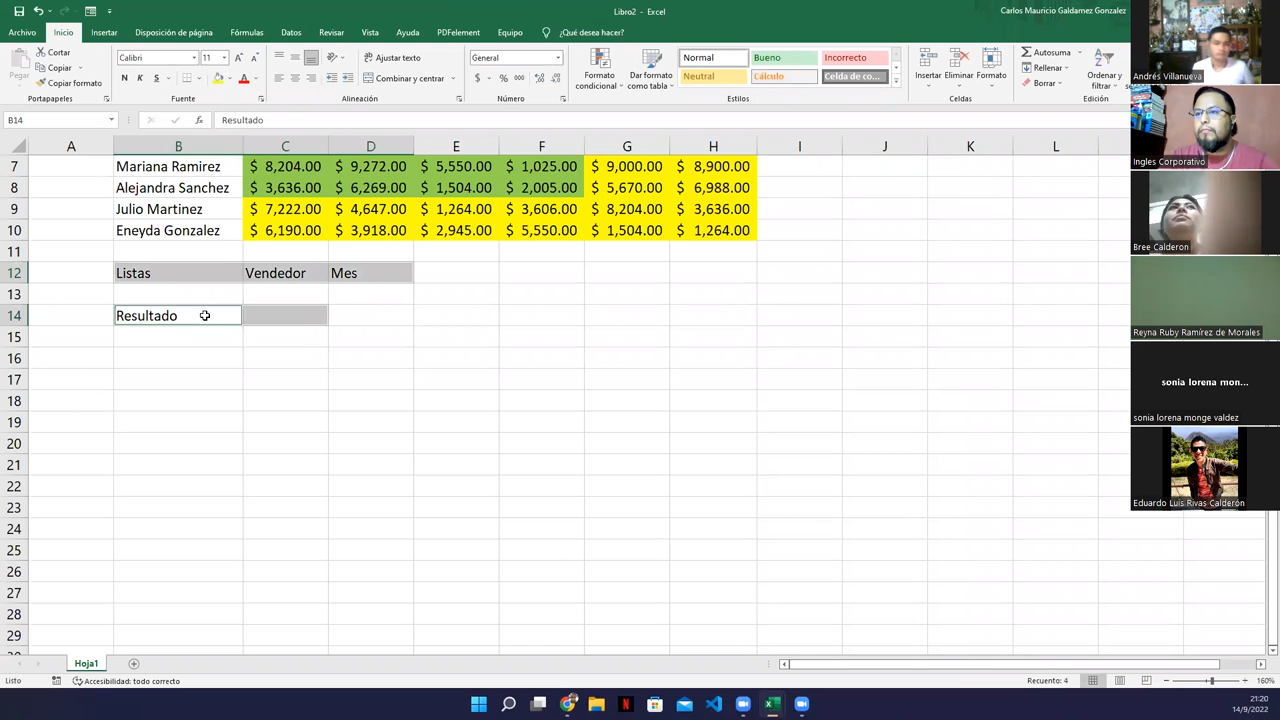 Libro2 - Excel
Carlos Mauricio Galdamez Gonzalez
Archivo Inicio Insertar Disposición de página Fórmulas Datos Revisar Vista Ayuda PDFelement Equipo ¿Qué desea hacer?
Pegar
Cortar
Copiar
Copiar formato
Portapapeles
Calibri 11
N K S
Fuente
Ajustar texto
Combinar y centrar
Alineación
General
$ % 000
Número
Formato condicional
Dar formato como tabla
Normal Bueno Incorrecto
Neutral Cálculo Celda de co...
Estilos
Insertar Eliminar Formato
Celdas
Autosuma
Rellenar
Borrar
Ordenar y filtrar
Edición
B14 fx Resultado
A B C D E F G H I J K L
7 Mariana Ramirez $ 8,204.00 $ 9,272.00 $ 5,550.00 $ 1,025.00 $ 9,000.00 $ 8,900.00
8 Alejandra Sanchez $ 3,636.00 $ 6,269.00 $ 1,504.00 $ 2,005.00 $ 5,670.00 $ 6,988.00
9 Julio Martinez $ 7,222.00 $ 4,647.00 $ 1,264.00 $ 3,606.00 $ 8,204.00 $ 3,636.00
10 Eneyda Gonzalez $ 6,190.00 $ 3,918.00 $ 2,945.00 $ 5,550.00 $ 1,504.00 $ 1,264.00
11
12 Listas Vendedor Mes
13
14 Resultado
15
16
17
18
19
20
21
22
23
24
25
26
27
28
29
Hoja1
Listo Accesibilidad: todo correcto Recuento: 4 160%
21:20
14/9/2022
Andrés Villanueva
Ingles Corporativo
Bree Calderon
Reyna Ruby Ramírez de Morales
sonia lorena mon...
sonia lorena monge valdez
Eduardo Luis Rivas Calderón